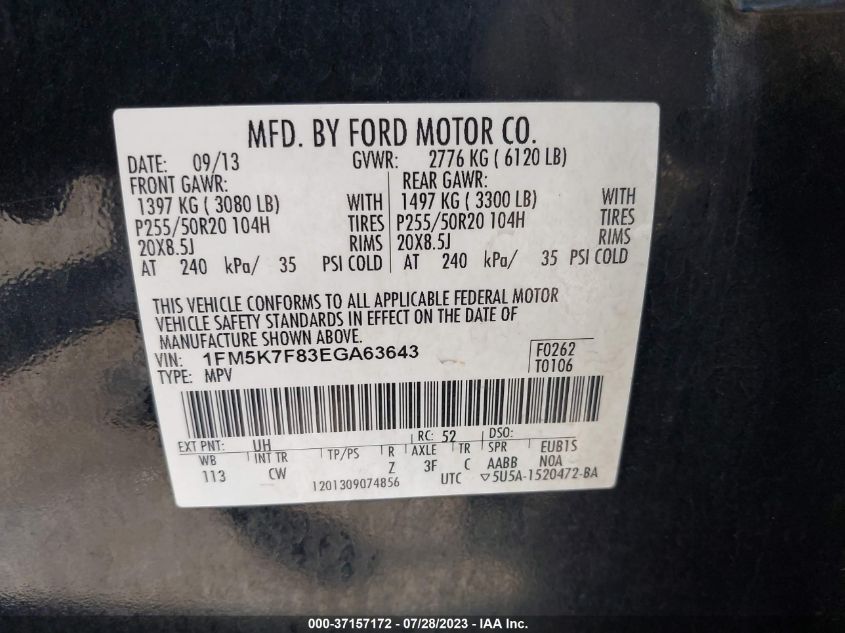 MFD. BY FORD MOTOR CO.
DATE: 09/13 GVWR: 2776 KG ( 6120 LB)
FRONT GAWR: REAR GAWR:
1397 KG ( 3080 LB) WITH 1497 KG ( 3300 LB) WITH
P255/50R20 104H TIRES P255/50R20 104H TIRES
20X8.5J RIMS 20X8.5J RIMS
AT 240 kPa/ 35 PSI COLD AT 240 kPa/ 35 PSI COLD
THIS VEHICLE CONFORMS TO ALL APPLICABLE FEDERAL MOTOR
VEHICLE SAFETY STANDARDS IN EFFECT ON THE DATE OF
MANUFACTURE SHOWN ABOVE.
VIN: 1FM5K7F83EGA63643 F0262
TYPE: MPV T0106
EXT PNT: UH RC: 52 DSO:
WB INT TR TP/PS R AXLE TR SPR EUBTS
113 CW Z 3F C AABB NOA
1201309074856 UTC ▽5U5A-1520472-BA
000-37157172 - 07/28/2023 - IAA Inc.